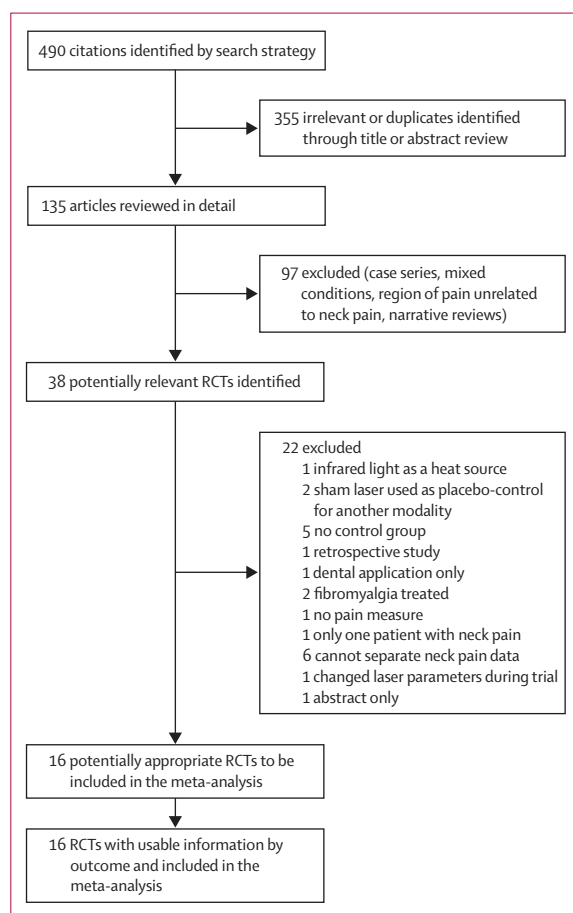 490 citations identified by search strategy
355 irrelevant or duplicates identified
through title or abstract review
135 articles reviewed in detail
97 excluded (case series, mixed
conditions, region of pain unrelated
to neck pain, narrative reviews)
38 potentially relevant RCTs identified
22 excluded
1 infrared light as a heat source
2 sham laser used as placebo-control
for another modality
5 no control group
1 retrospective study
1 dental application only
2 fibromyalgia treated
1 no pain measure
1 only one patient with neck pain
6 cannot separate neck pain data
1 changed laser parameters during trial
1 abstract only
16 potentially appropriate RCTs to be
included in the meta-analysis
16 RCTs with usable information by
outcome and included in the
meta-analysis